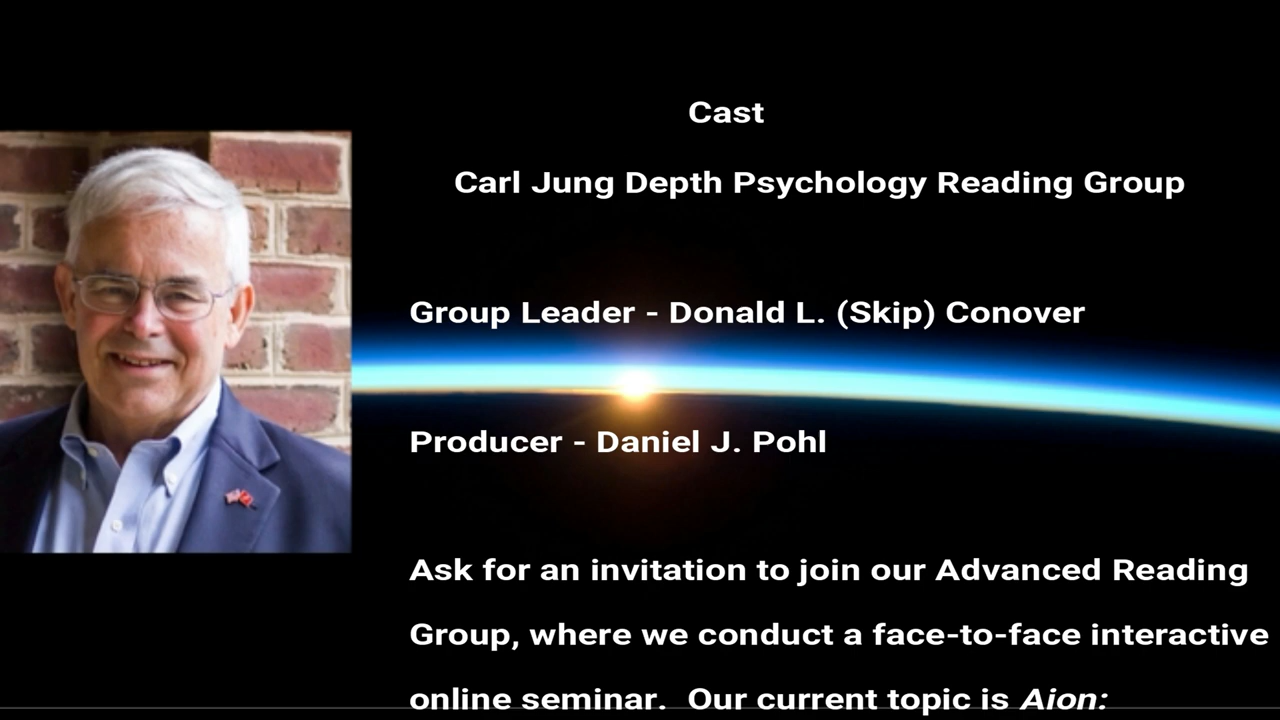 Cast
Carl Jung Depth Psychology Reading Group
Group Leader - Donald L. (Skip) Conover
Producer - Daniel J. Pohl
Ask for an invitation to join our Advanced Reading
Group, where we conduct a face-to-face interactive
online seminar.  Our current topic is Aion: